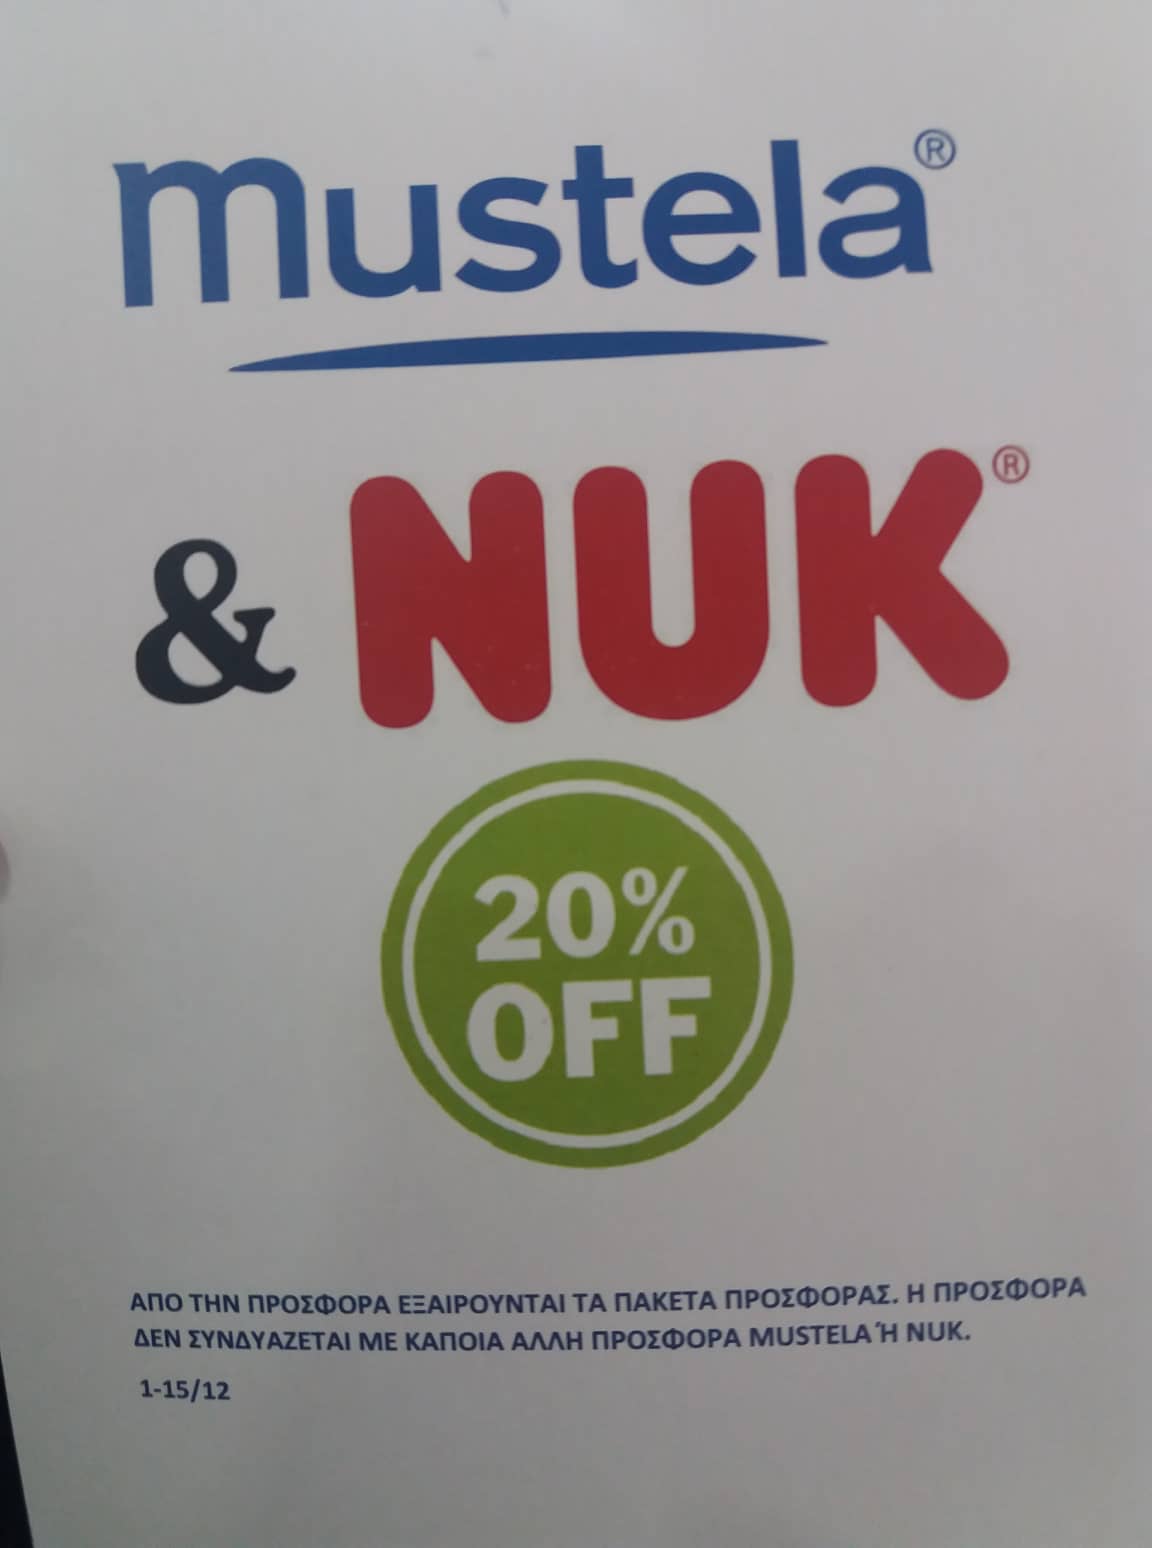 mustela®
& NUK®
20%
OFF
ΑΠΟ ΤΗΝ ΠΡΟΣΦΟΡΑ ΕΞΑΙΡΟΥΝΤΑΙ ΤΑ ΠΑΚΕΤΑ ΠΡΟΣΦΟΡΑΣ. Η ΠΡΟΣΦΟΡΑ
ΔΕΝ ΣΥΝΔΥΑΖΕΤΑΙ ΜΕ ΚΑΠΟΙΑ ΑΛΛΗ ΠΡΟΣΦΟΡΑ MUSTELA Ή NUK.
1-15/12